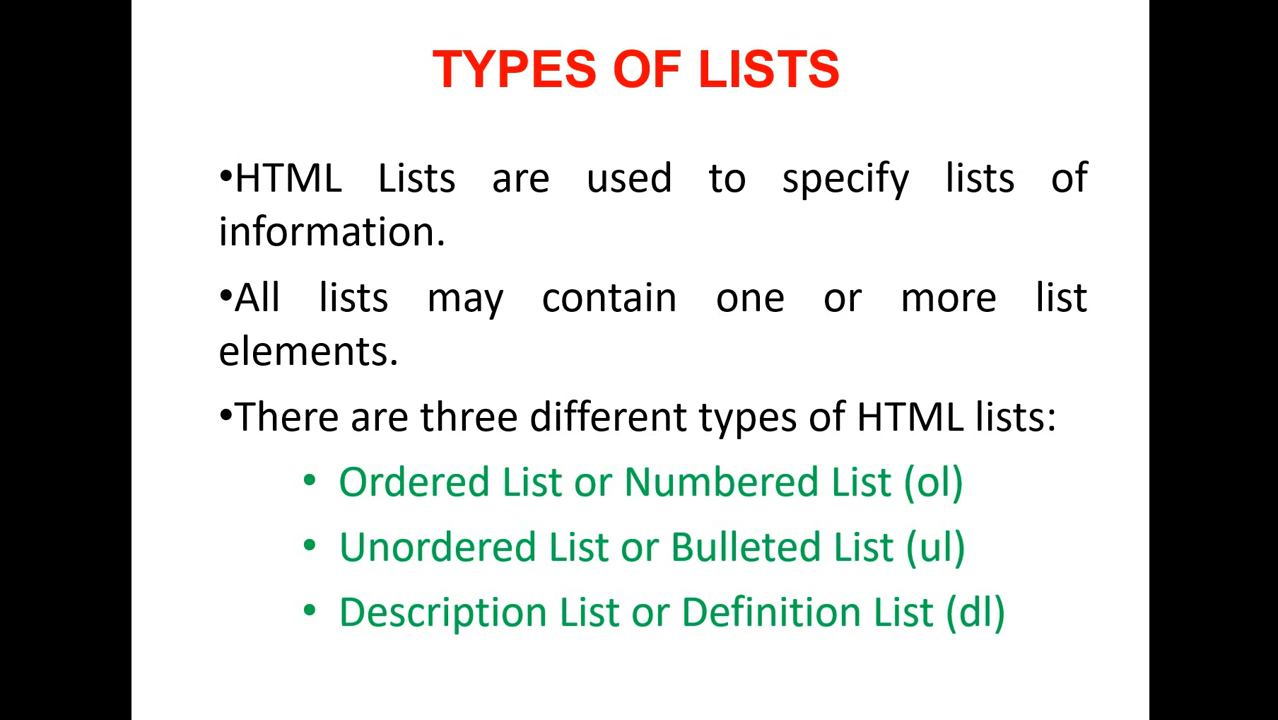 TYPES OF LISTS
•HTML Lists are used to specify lists of
information.
•All lists may contain one or more list
elements.
•There are three different types of HTML lists:
• Ordered List or Numbered List (ol)
• Unordered List or Bulleted List (ul)
• Description List or Definition List (dl)